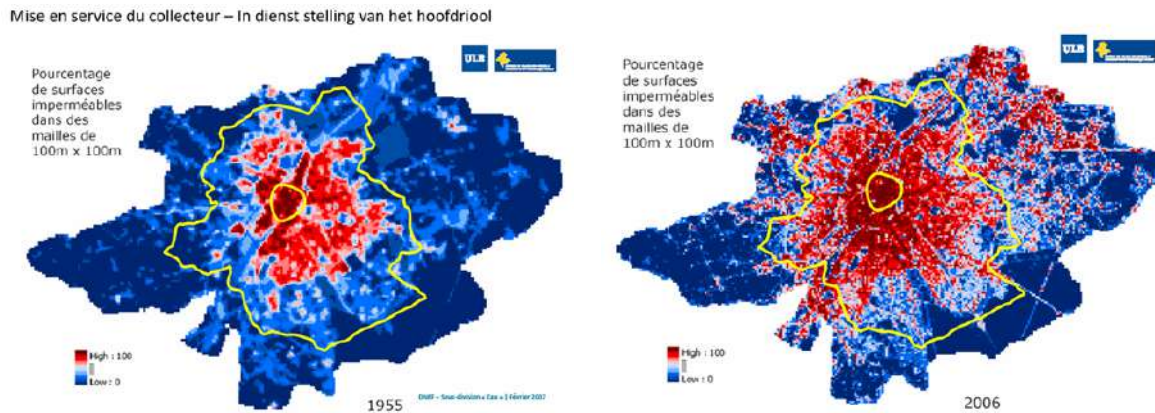 Mise en service du collecteur – In dienst stelling van het hoofdriool
Pourcentage
de surfaces
imperméables
dans des
mailles de
100m x 100m
ULB
High : 100
Low : 0
1955
Pourcentage
de surfaces
imperméables
dans des
mailles de
100m x 100m
ULB
High : 100
Low : 0
2006